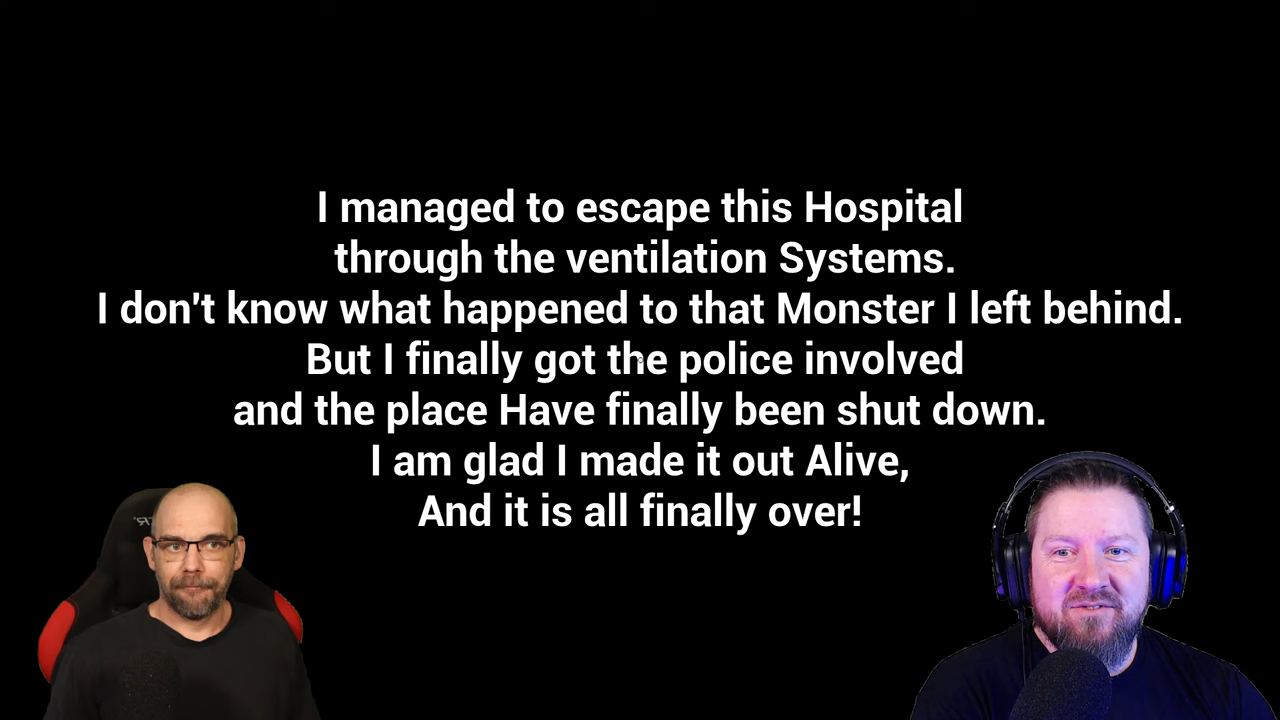 I managed to escape this Hospital
through the ventilation Systems.
I don't know what happened to that Monster I left behind.
But I finally got the police involved
and the place Have finally been shut down.
I am glad I made it out Alive,
And it is all finally over!